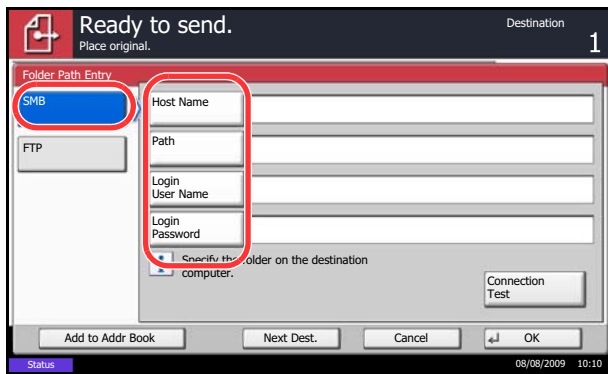 Ready to send.
Destination
Place original.
1
Folder Path Entry
SMB
Host Name
FTP
Path
Login
User Name
Login
Password
Specify the folder on the destination
computer.
Connection
Test
Add to Addr Book
Next Dest.
Cancel
OK
Status
08/08/2009 10:10